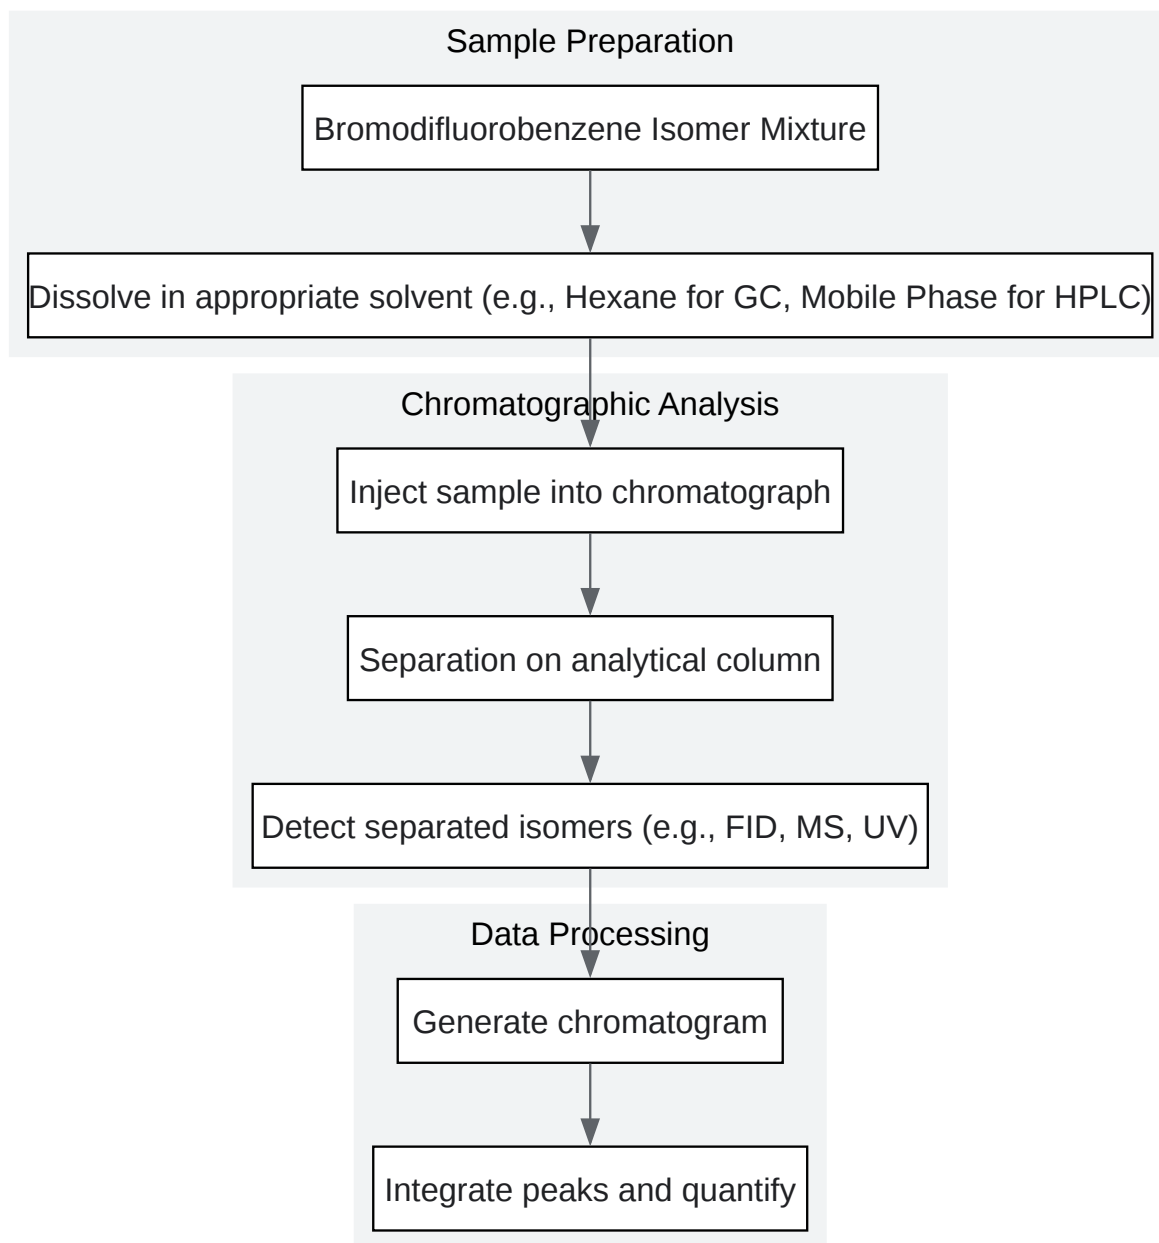 Sample Preparation
Bromodifluorobenzene Isomer Mixture
Dissolve in appropriate solvent (e.g., Hexane for GC, Mobile Phase for HPLC)
Chromatographic Analysis
Inject sample into chromatograph
Separation on analytical column
Detect separated isomers (e.g., FID, MS, UV)
Data Processing
Generate chromatogram
Integrate peaks and quantify